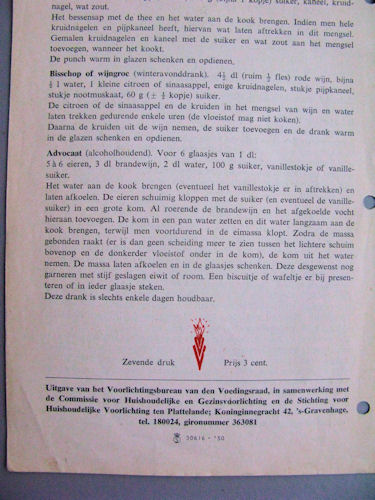 nagel, wat zout.
Het bessensap met de thee en het water aan de kook brengen. Indien men hele
kruidnagelen en pijpkaneel heeft, hiervan wat laten aftrekken in dit mengsel.
Gemalen kruidnagelen en kaneel met de suiker en wat zout aan het mengsel
toevoegen, wanneer het kookt.
De punch warm in glazen schenken en opdienen.
Bisschop of wijngroc (winteravonddrank). 4½ dl (ruim ½ fles) rode wijn, bijna
½ l water, 1 kleine citroen of sinaasappel, enige kruidnagelen, stukje pijpkaneel,
stukje nootmuskaat, 60 g (± ½ kopje) suiker.
De citroen of de sinaasappel en de kruiden in het mengsel van wijn en water
laten trekken gedurende enkele uren (de vloeistof mag niet koken).
Daarna de kruiden uit de wijn nemen, de suiker toevoegen en de drank warm
in de glazen schenken en opdienen.
Advocaat (alcoholhoudend). Voor 6 glaasjes van 1 dl:
5 à 6 eieren, 3 dl brandewijn, 2 dl water, 100 g suiker, vanillestokje of vanille-
suiker.
Het water aan de kook brengen (eventueel het vanillestokje er in aftrekken) en
laten afkoelen. De eieren schuimig kloppen met de suiker (en eventueel de vanille-
suiker) in een grote kom. Al roerende de brandewijn en het afgekoelde vocht
hieraan toevoegen. De kom in een pan water zetten en dit water langzaam aan de
kook brengen, terwijl men voortdurend in de eimassa klopt. Zodra de massa
gebonden raakt (er is dan geen scheiding meer te zien tussen het lichtere schuim
bovenop en de donkerder vloeistof onder in de kom), de kom uit het water
nemen. De massa laten afkoelen en in de glaasjes schenken. Deze desgewenst nog
garneren met stijf geslagen eiwit of room. Een biscuitje of wafeltje er bij presen-
teren of in ieder glaasje steken.
Deze drank is slechts enkele dagen houdbaar.
Zevende druk Prijs 3 cent.
Uitgave van het Voorlichtingsbureau van den Voedingsraad, in samenwerking met
de Commissie voor Huishoudelijke en Gezinsvoorlichting en de Stichting voor
Huishoudelijke Voorlichting ten Plattelande; Koninginnegracht 42, 's-Gravenhage,
tel. 180024, gironummer 363081
50616 - '50